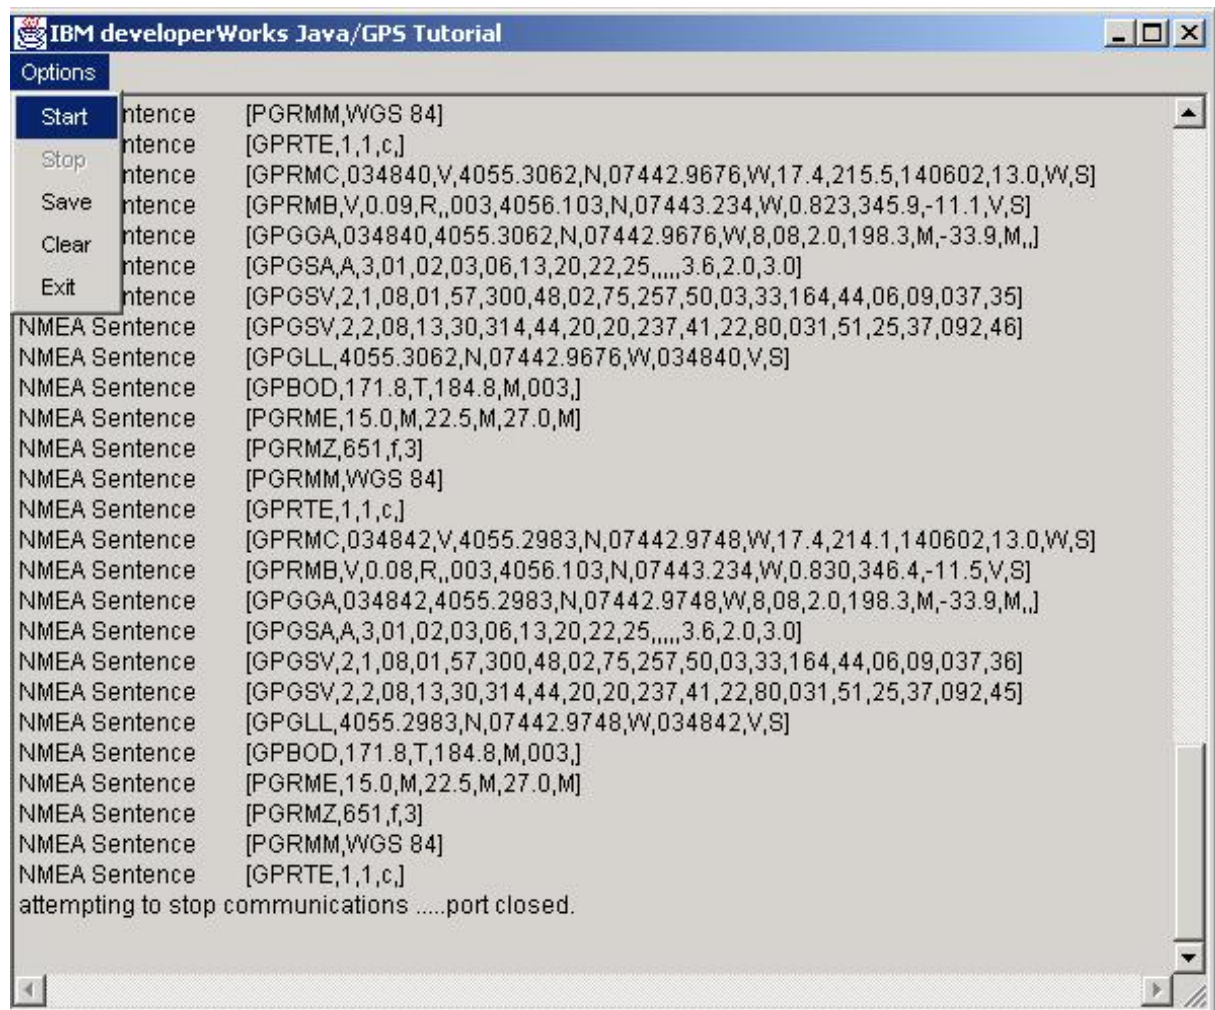 IBM developerWorks Java/GPS Tutorial
Options
Start
Stop
Save
Clear
Exit
ntence [PGRMM,WGS 84]
ntence [GPRTE,1,1,c,]
ntence [GPRMC,034840,V,4055.3062,N,07442.9676,W,17.4,215.5,140602,13.0,W,S]
ntence [GPRMB,V,0.09,R,,003,4056.103,N,07443.234,W,0.823,345.9,-11.1,V,S]
ntence [GPGGA,034840,4055.3062,N,07442.9676,W,8,08,2.0,198.3,M,-33.9,M,,]
ntence [GPGSA,A,3,01,02,03,06,13,20,22,25,,,,,3.6,2.0,3.0]
ntence [GPGSV,2,1,08,01,57,300,48,02,75,257,50,03,33,164,44,06,09,037,35]
NMEA Sentence [GPGSV,2,2,08,13,30,314,44,20,20,237,41,22,80,031,51,25,37,092,46]
NMEA Sentence [GPGLL,4055.3062,N,07442.9676,W,034840,V,S]
NMEA Sentence [GPBOD,171.8,T,184.8,M,003,]
NMEA Sentence [PGRME,15.0,M,22.5,M,27.0,M]
NMEA Sentence [PGRMZ,651,f,3]
NMEA Sentence [PGRMM,WGS 84]
NMEA Sentence [GPRTE,1,1,c,]
NMEA Sentence [GPRMC,034842,V,4055.2983,N,07442.9748,W,17.4,214.1,140602,13.0,W,S]
NMEA Sentence [GPRMB,V,0.08,R,,003,4056.103,N,07443.234,W,0.830,346.4,-11.5,V,S]
NMEA Sentence [GPGGA,034842,4055.2983,N,07442.9748,W,8,08,2.0,198.3,M,-33.9,M,,]
NMEA Sentence [GPGSA,A,3,01,02,03,06,13,20,22,25,,,,,3.6,2.0,3.0]
NMEA Sentence [GPGSV,2,1,08,01,57,300,48,02,75,257,50,03,33,164,44,06,09,037,36]
NMEA Sentence [GPGSV,2,2,08,13,30,314,44,20,20,237,41,22,80,031,51,25,37,092,45]
NMEA Sentence [GPGLL,4055.2983,N,07442.9748,W,034842,V,S]
NMEA Sentence [GPBOD,171.8,T,184.8,M,003,]
NMEA Sentence [PGRME,15.0,M,22.5,M,27.0,M]
NMEA Sentence [PGRMZ,651,f,3]
NMEA Sentence [PGRMM,WGS 84]
NMEA Sentence [GPRTE,1,1,c,]
attempting to stop communications .....port closed.